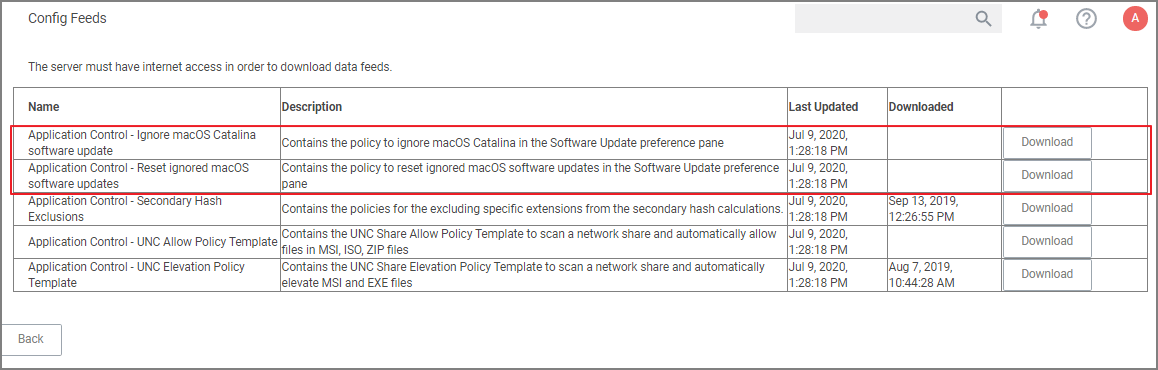 Config Feeds
A
The server must have internet access in order to download data feeds.
Name Description Last Updated Downloaded
Application Control - Ignore macOS Catalina
software update
Contains the policy to ignore macOS Catalina in the Software Update preference pane
Jul 9, 2020,
1:28:18 PM
Download
Application Control - Reset ignored macOS
software updates
Contains the policy to reset ignored macOS software updates in the Software Update preference
pane
Jul 9, 2020,
1:28:18 PM
Download
Application Control - Secondary Hash
Exclusions
Contains the policies for the excluding specific extensions from the secondary hash calculations.
Jul 9, 2020,
1:28:18 PM
Sep 13, 2019,
12:26:55 PM
Download
Application Control - UNC Allow Policy Template
Contains the UNC Share Allow Policy Template to scan a network share and automatically allow
files in MSI, ISO, ZIP files
Jul 9, 2020,
1:28:18 PM
Download
Application Control - UNC Elevation Policy
Template
Contains the UNC Share Elevation Policy Template to scan a network share and automatically
elevate MSI and EXE files
Jul 9, 2020,
1:28:18 PM
Aug 7, 2019,
10:44:28 AM
Download
Back